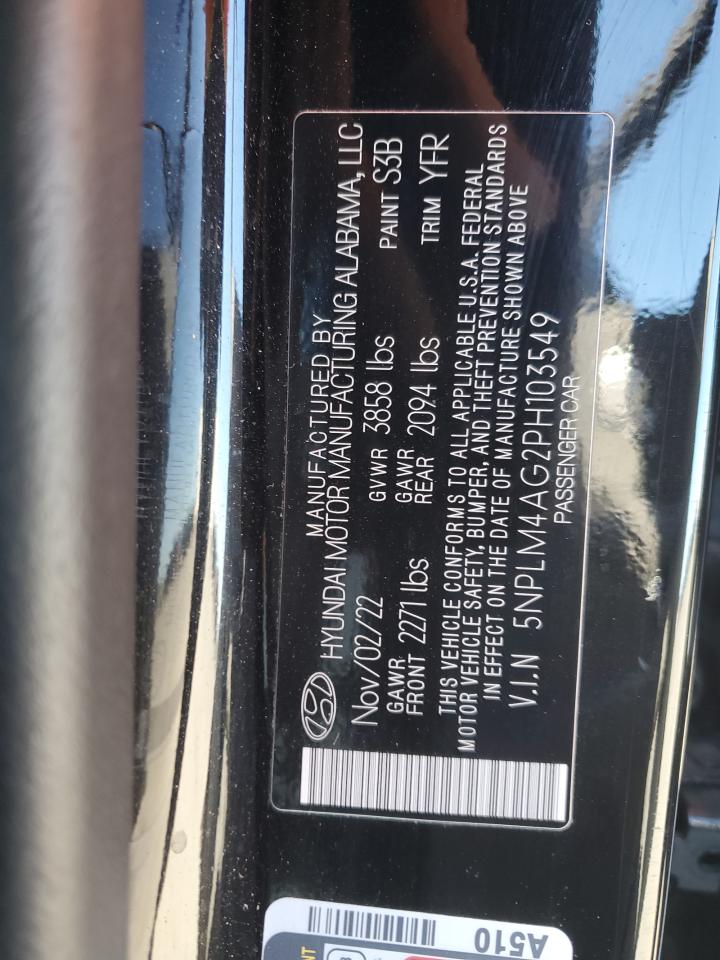 MANUFACTURED BY
HYUNDAI MOTOR MANUFACTURING ALABAMA, LLC
Nov/02/22 GVWR 3858 lbs PAINT S3B
GAWR FRONT 2271 lbs GAWR REAR 2094 lbs TRIM YFR
THIS VEHICLE CONFORMS TO ALL APPLICABLE U.S.A. FEDERAL
MOTOR VEHICLE SAFETY, BUMPER, AND THEFT PREVENTION STANDARDS
IN EFFECT ON THE DATE OF MANUFACTURE SHOWN ABOVE
V.I.N 5NPLM4AG2PH103549
PASSENGER CAR
A510